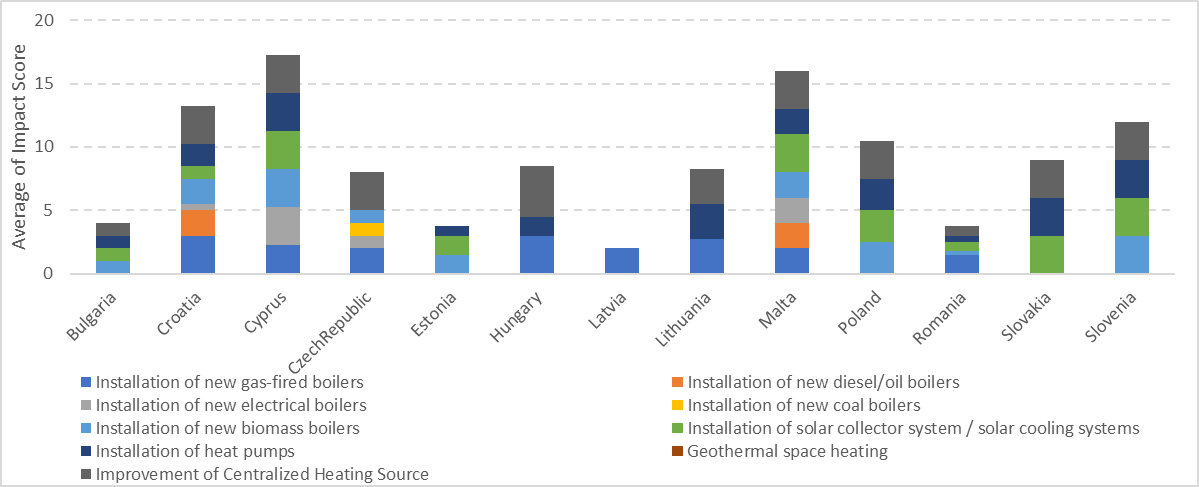 20
15
10
5
0
Average of Impact Score
Bulgaria
Croatia
Cyprus
CzechRepublic
Estonia
Hungary
Latvia
Lithuania
Malta
Poland
Romania
Slovakia
Slovenia
Installation of new gas-fired boilers
Installation of new diesel/oil boilers
Installation of new electrical boilers
Installation of new coal boilers
Installation of new biomass boilers
Installation of solar collector system / solar cooling systems
Installation of heat pumps
Geothermal space heating
Improvement of Centralized Heating Source